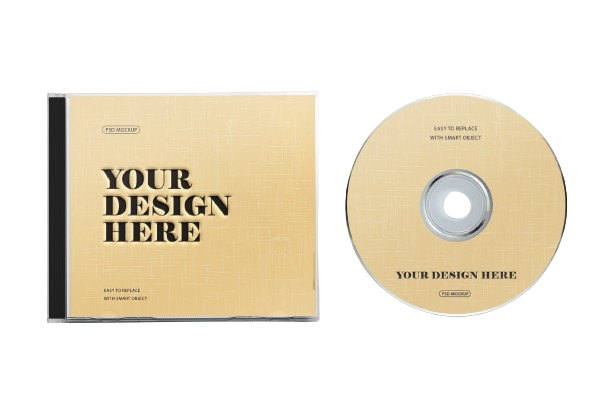 PSD MOCKUP
YOUR
DESIGN
HERE
EASY TO REPLACE
WITH SMART OBJECT
EASY TO REPLACE
WITH SMART OBJECT
YOUR DESIGN HERE
PSD MOCKUP